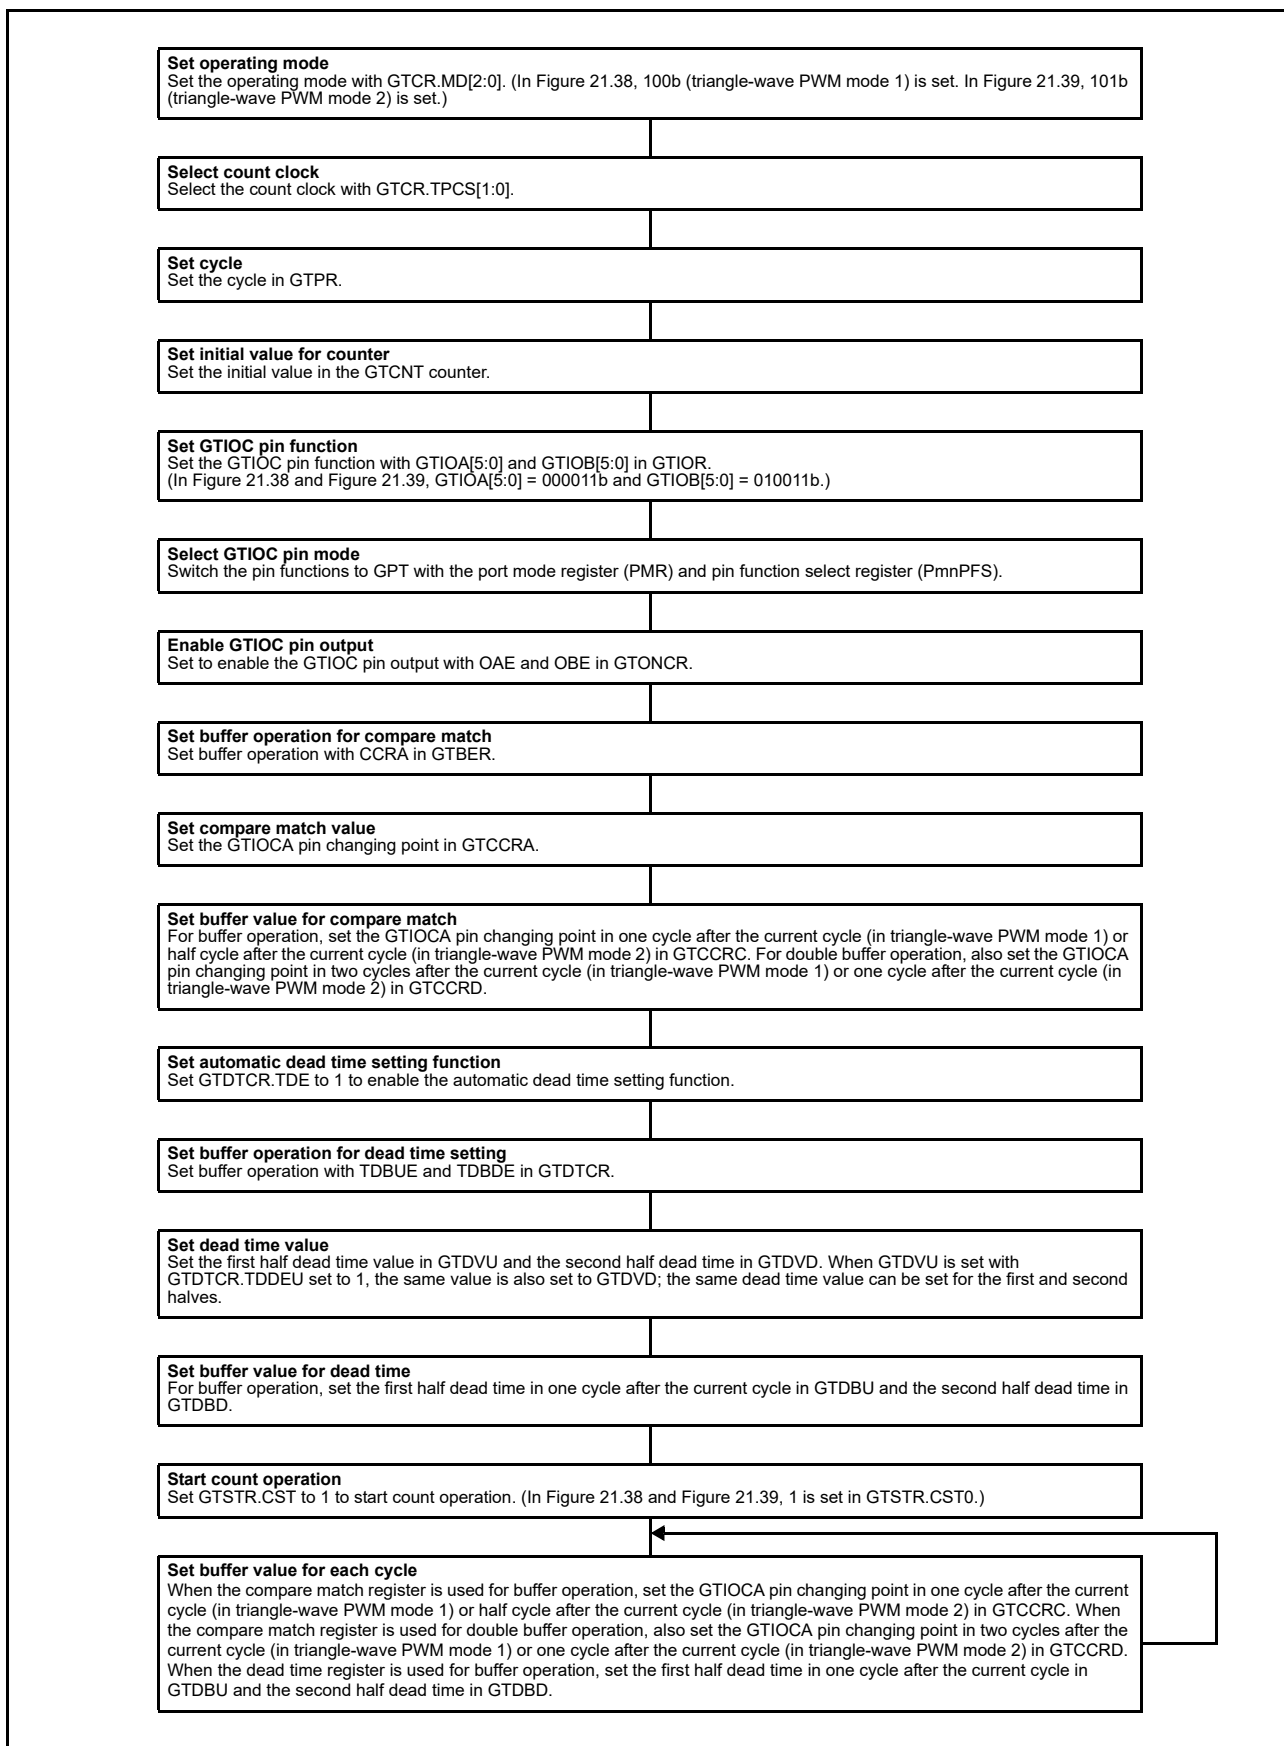 Set operating mode
Set the operating mode with GTCR.MD[2:0]. (In Figure 21.38, 100b (triangle-wave PWM mode 1) is set. In Figure 21.39, 101b
(triangle-wave PWM mode 2) is set.)
Select count clock
Select the count clock with GTCR.TPCS[1:0].
Set cycle
Set the cycle in GTPR.
Set initial value for counter
Set the initial value in the GTCNT counter.
Set GTIOC pin function
Set the GTIOC pin function with GTIOA[5:0] and GTIOB[5:0] in GTIOR.
(In Figure 21.38 and Figure 21.39, GTIOA[5:0] = 000011b and GTIOB[5:0] = 010011b.)
Select GTIOC pin mode
Switch the pin functions to GPT with the port mode register (PMR) and pin function select register (PmnPFS).
Enable GTIOC pin output
Set to enable the GTIOC pin output with OAE and OBE in GTONCR.
Set buffer operation for compare match
Set buffer operation with CCRA in GTBER.
Set compare match value
Set the GTIOCA pin changing point in GTCCRA.
Set buffer value for compare match
For buffer operation, set the GTIOCA pin changing point in one cycle after the current cycle (in triangle-wave PWM mode 1) or
half cycle after the current cycle (in triangle-wave PWM mode 2) in GTCCRC. For double buffer operation, also set the GTIOCA
pin changing point in two cycles after the current cycle (in triangle-wave PWM mode 1) or one cycle after the current cycle (in
triangle-wave PWM mode 2) in GTCCRD.
Set automatic dead time setting function
Set GTDTCR.TDE to 1 to enable the automatic dead time setting function.
Set buffer operation for dead time setting
Set buffer operation with TDBUE and TDBDE in GTDTCR.
Set dead time value
Set the first half dead time value in GTDVU and the second half dead time in GTDVD. When GTDVU is set with
GTDTCR.TDDEU set to 1, the same value is also set to GTDVD; the same dead time value can be set for the first and second
halves.
Set buffer value for dead time
For buffer operation, set the first half dead time in one cycle after the current cycle in GTDBU and the second half dead time in
GTDBD.
Start count operation
Set GTSTR.CST to 1 to start count operation. (In Figure 21.38 and Figure 21.39, 1 is set in GTSTR.CST0.)
Set buffer value for each cycle
When the compare match register is used for buffer operation, set the GTIOCA pin changing point in one cycle after the current
cycle (in triangle-wave PWM mode 1) or half cycle after the current cycle (in triangle-wave PWM mode 2) in GTCCRC. When
the compare match register is used for double buffer operation, also set the GTIOCA pin changing point in two cycles after the
current cycle (in triangle-wave PWM mode 1) or one cycle after the current cycle (in triangle-wave PWM mode 2) in GTCCRD.
When the dead time register is used for buffer operation, set the first half dead time in one cycle after the current cycle in
GTDBU and the second half dead time in GTDBD.